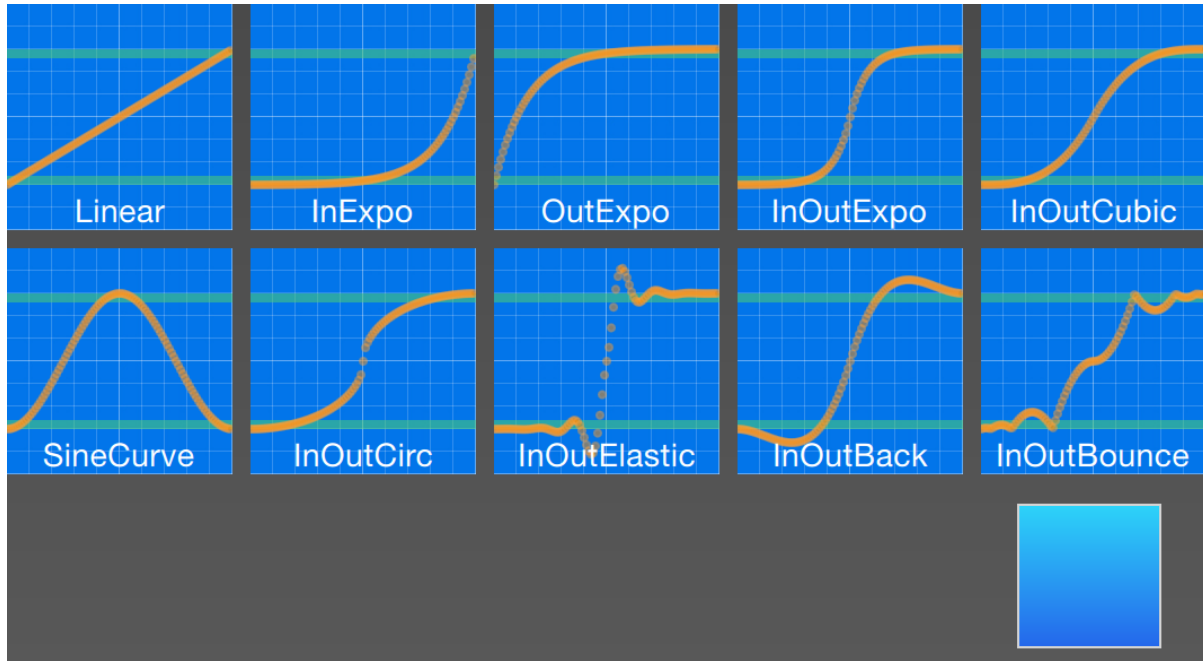 Linear
InExpo
OutExpo
InOutExpo
InOutCubic
SineCurve
InOutCirc
InOutElastic
InOutBack
InOutBounce